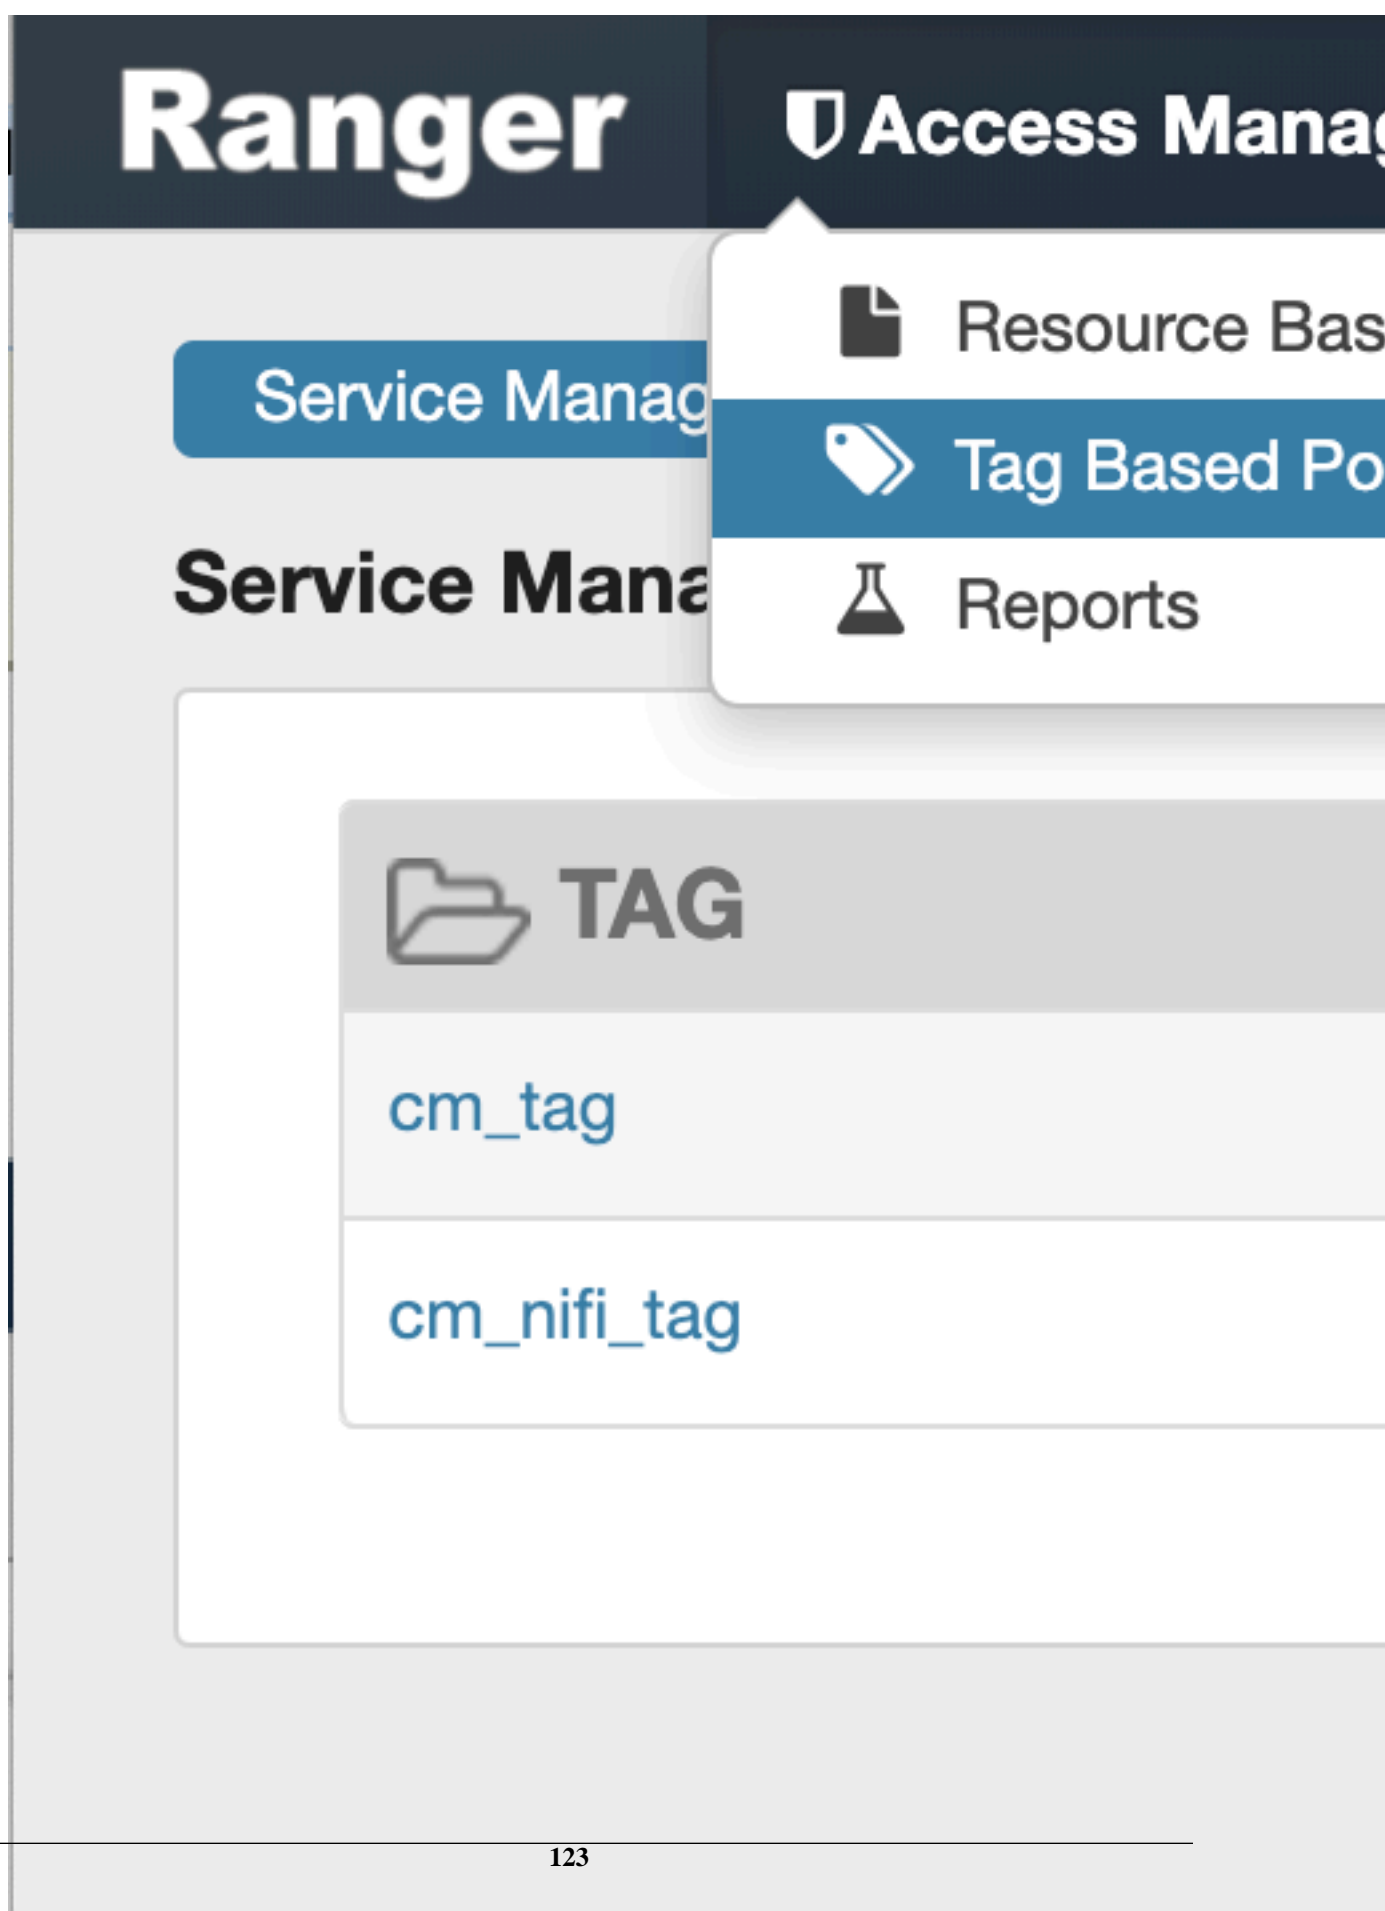 Ranger
Access Manag
Resource Bas
Service Manag
Tag Based Po
Service Mana
Reports
TAG
cm_tag
cm_nifi_tag
123